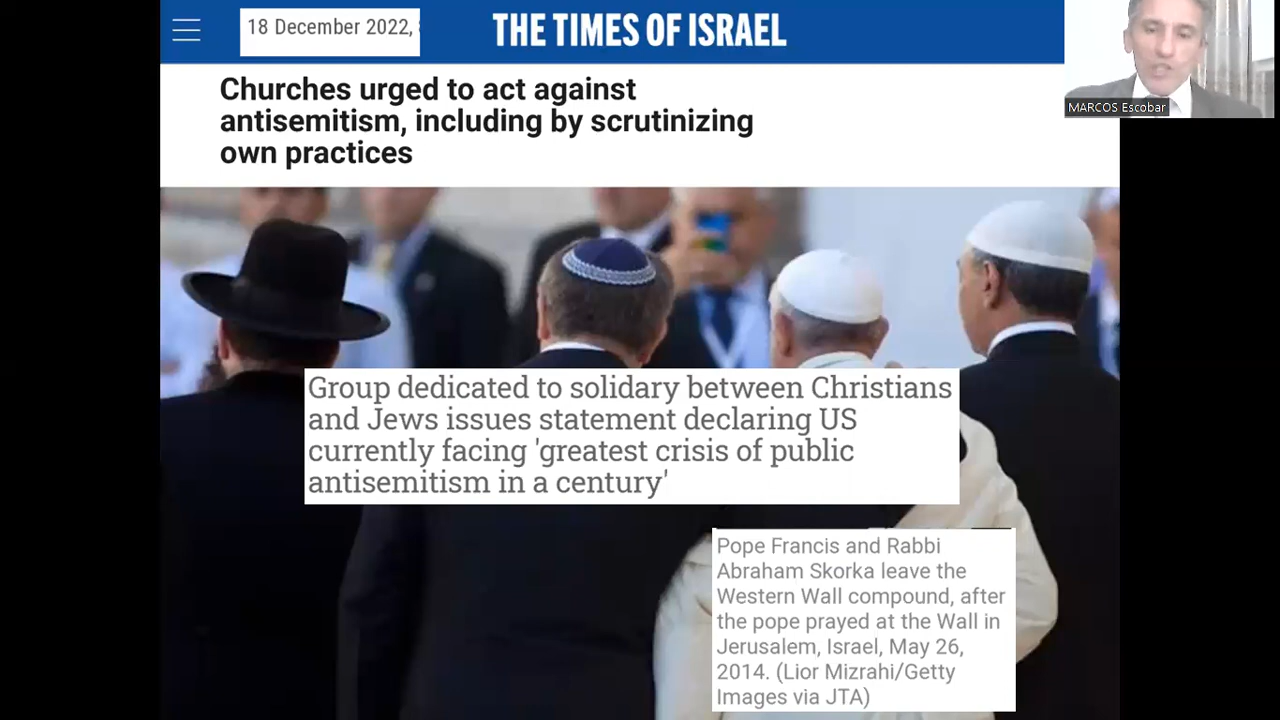 18 December 2022,
THE TIMES OF ISRAEL
MARCOS Escobar
Churches urged to act against
antisemitism, including by scrutinizing
own practices
Group dedicated to solidary between Christians
and Jews issues statement declaring US
currently facing 'greatest crisis of public
antisemitism in a century'
Pope Francis and Rabbi
Abraham Skorka leave the
Western Wall compound, after
the pope prayed at the Wall in
Jerusalem, Israel, May 26,
2014. (Lior Mizrahi/Getty
Images via JTA)